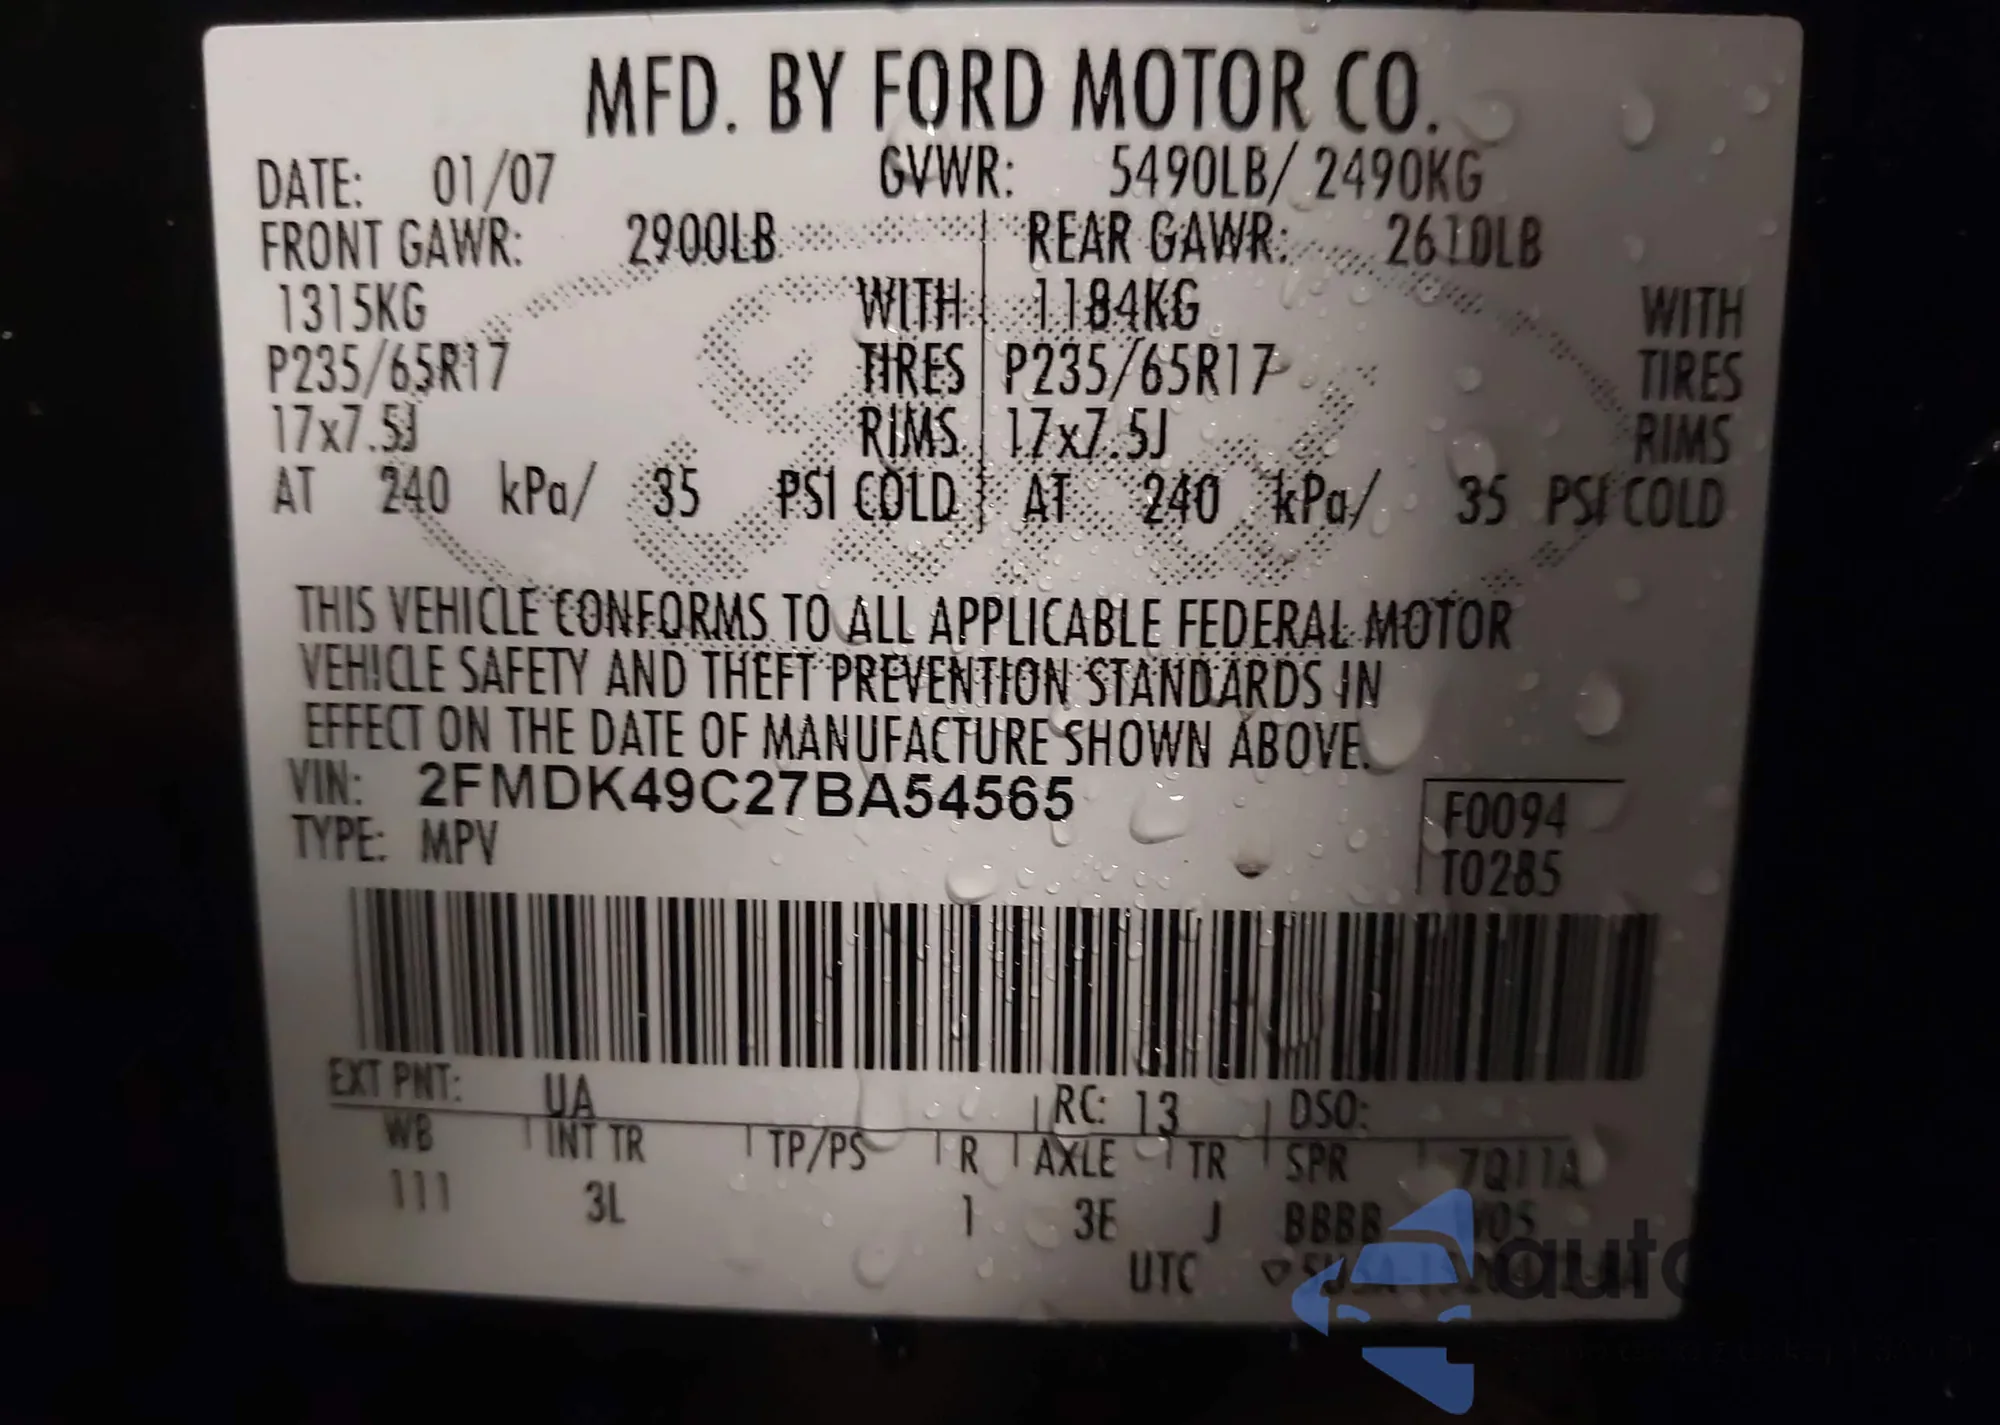 MFD. BY FORD MOTOR CO.
DATE: 01/07 GVWR: 5490LB/ 2490KG
FRONT GAWR: 2900LB REAR GAWR: 2610LB
1315KG WITH 1184KG WITH
P235/65R17 TIRES P235/65R17 TIRES
17x7.5J RIMS 17x7.5J RIMS
AT 240 kPa/ 35 PSI COLD AT 240 kPa/ 35 PSI COLD
THIS VEHICLE CONFORMS TO ALL APPLICABLE FEDERAL MOTOR
VEHICLE SAFETY AND THEFT PREVENTION STANDARDS IN
EFFECT ON THE DATE OF MANUFACTURE SHOWN ABOVE.
VIN: 2FMDK49C27BA54565
F0094
TYPE: MPV
T0285
EXT PNT: UA RC: 13 DSO:
WB INT TR TP/PS R AXLE TR SPR 7Q11A
111 3L 1 3E J BBBB
UTC